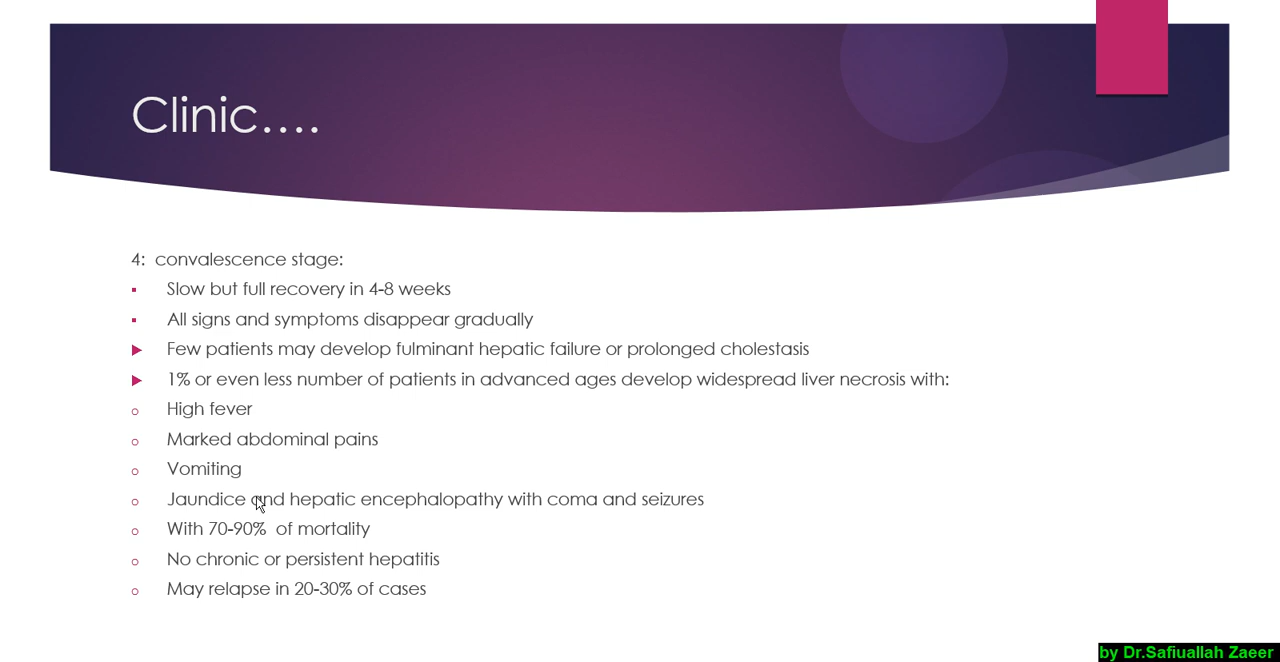 Clinic....
4: convalescence stage:
Slow but full recovery in 4-8 weeks
All signs and symptoms disappear gradually
Few patients may develop fulminant hepatic failure or prolonged cholestasis
1% or even less number of patients in advanced ages develop widespread liver necrosis with:
High fever
Marked abdominal pains
Vomiting
Jaundice and hepatic encephalopathy with coma and seizures
With 70-90% of mortality
No chronic or persistent hepatitis
May relapse in 20-30% of cases
by Dr.Safiuallah Zaeer